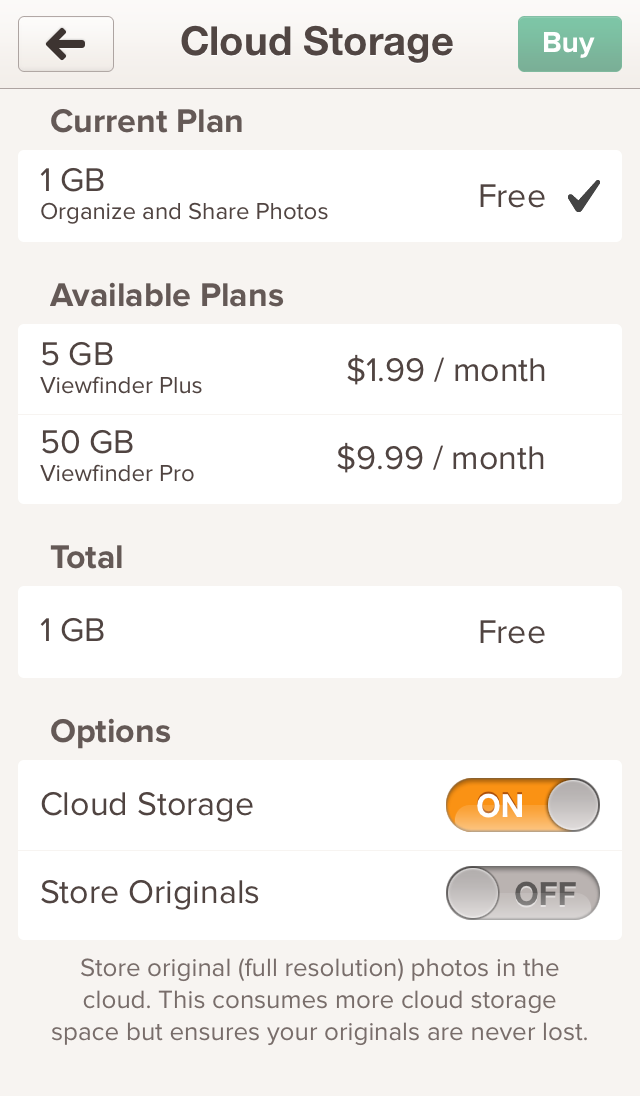 Cloud Storage
Buy
Current Plan
1 GB
Organize and Share Photos
Free
Available Plans
5 GB
Viewfinder Plus
$1.99 / month
50 GB
Viewfinder Pro
$9.99 / month
Total
1 GB
Free
Options
Cloud Storage
ON
Store Originals
OFF
Store original (full resolution) photos in the
cloud. This consumes more cloud storage
space but ensures your originals are never lost.